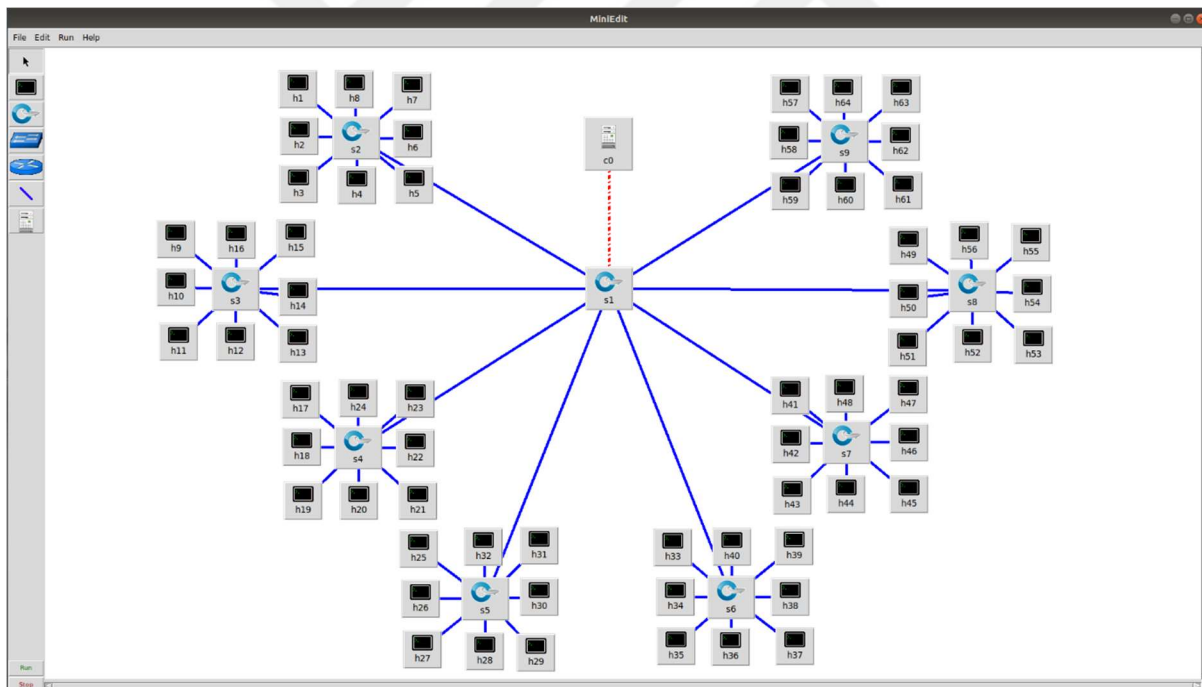 MiniEdit
File Edit Run Help
h1
h8
h7
h2
s2
h6
h3
h4
h5
c0
h57
h64
h63
h58
s9
h62
h59
h60
h61
h9
h16
h15
h10
s3
h14
h11
h12
h13
s1
h49
h56
h55
h50
s8
h54
h51
h52
h53
h17
h24
h23
h18
s4
h22
h19
h20
h21
h41
h48
h47
h42
s7
h46
h43
h44
h45
h25
h32
h31
h26
s5
h30
h27
h28
h29
h33
h40
h39
h34
s6
h38
h35
h36
h37
Run
Stop